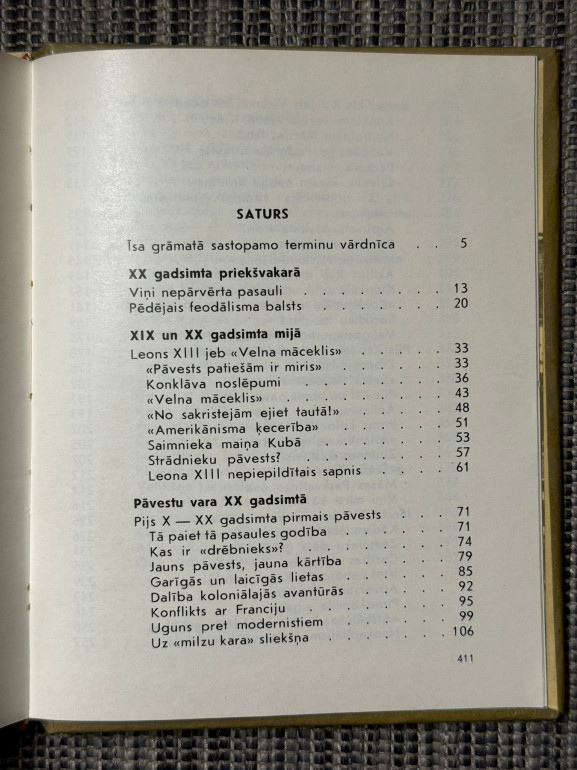 SATURS
Īsa grāmatā sastopamo terminu vārdnīca . . 5
XX gadsimta priekšvakarā
Viņi nepārvērta pasauli . . . . . . . . 13
Pēdējais feodālisma balsts . . . . . . . 20
XIX un XX gadsimta mijā
Leons XIII jeb «Velna māceklis» . . . . . 33
«Pāvests patiešām ir miris» . . . . . 33
Konklāva noslēpumi . . . . . . . 36
«Velna māceklis» . . . . . . . . 43
«No sakristejām ejiet tautā!» . . . . . 48
«Amerikānisma ķecerība» . . . . . . 51
Saimnieka maiņa Kubā . . . . . . 53
Strādnieku pāvests? . . . . . . . 57
Leona XIII nepiepildītais sapnis . . . . 61
Pāvestu vara XX gadsimtā
Pijs X — XX gadsimta pirmais pāvests . . . 71
Tā paiet tā pasaules godība . . . . . 71
Kas ir «drēbnieks»? . . . . . . . 74
Jauns pāvests, jauna kārtība . . . . . 79
Garīgās un laicīgās lietas . . . . . . 85
Dalība koloniālajās avantūrās . . . . . 92
Konflikts ar Franciju . . . . . . . 95
Uguns pret modernistiem . . . . . . 99
Uz «milzu kara» sliekšņa . . . . . . 106
411